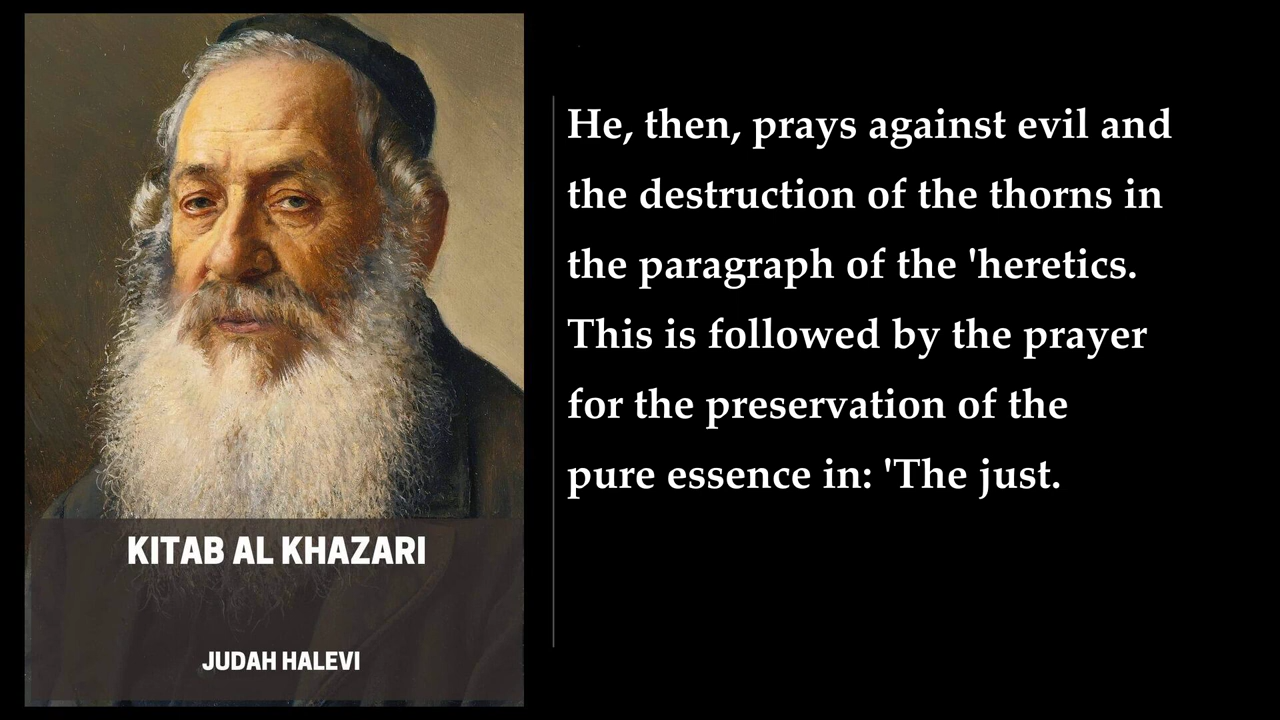 He, then, prays against evil and
the destruction of the thorns in
the paragraph of the 'heretics.
This is followed by the prayer
for the preservation of the
pure essence in: 'The just.
KITAB AL KHAZARI
JUDAH HALEVI